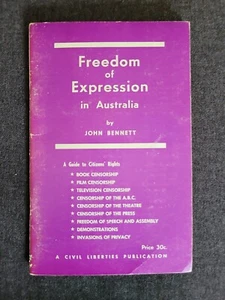 Freedom
of
Expression
in Australia
by
JOHN BENNETT
A Guide to Citizens' Rights
★ BOOK CENSORSHIP
★ FILM CENSORSHIP
★ TELEVISION CENSORSHIP
★ CENSORSHIP OF THE A.B.C.
★ CENSORSHIP OF THE THEATRE
★ CENSORSHIP OF THE PRESS
★ FREEDOM OF SPEECH AND ASSEMBLY
★ DEMONSTRATIONS
★ INVASIONS OF PRIVACY
Price 30c.
A CIVIL LIBERTIES PUBLICATION